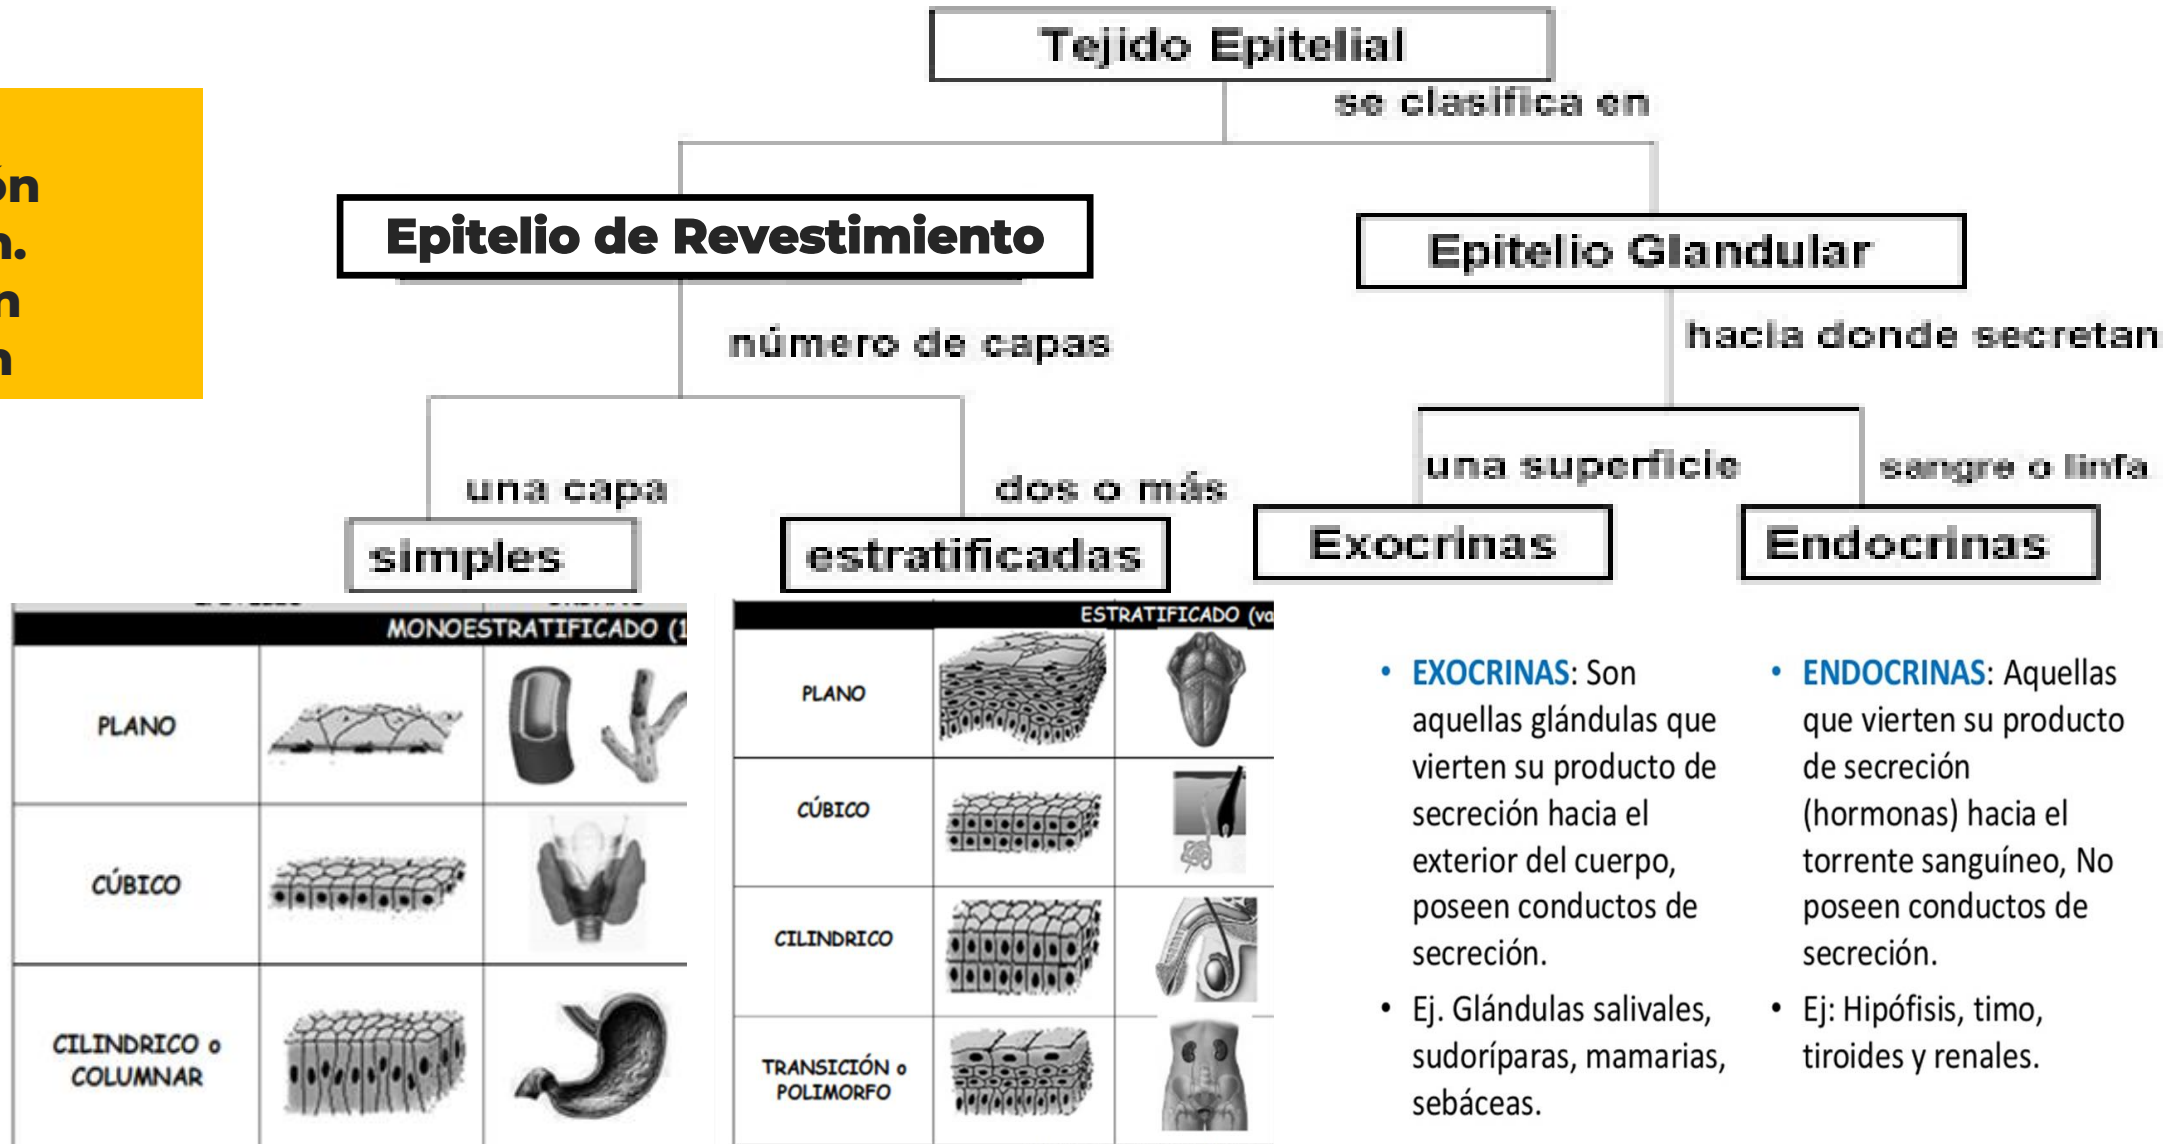 Tejido Epitelial
se clasifica en
ón
n.
n
n
Epitelio de Revestimiento
Epitelio Glandular
número de capas
hacia donde secretan
una capa
dos o más
una superficie
sangre o linfa
simples
estratificadas
Exocrinas
Endocrinas
MONOESTRATIFICADO (1
PLANO
CÚBICO
CILINDRICO o
COLUMNAR
ESTRATIFICADO (va
PLANO
CÚBICO
CILINDRICO
TRANSICIÓN o
POLIMORFO
• EXOCRINAS: Son
aquellas glándulas que
vierten su producto de
secreción hacia el
exterior del cuerpo,
poseen conductos de
secreción.
• Ej. Glándulas salivales,
sudoríparas, mamarias,
sebáceas.
• ENDOCRINAS: Aquellas
que vierten su producto
de secreción
(hormonas) hacia el
torrente sanguíneo, No
poseen conductos de
secreción.
• Ej: Hipófisis, timo,
tiroides y renales.